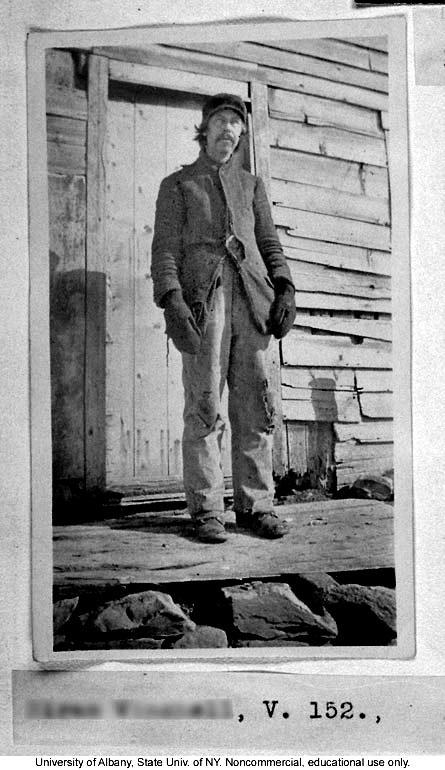 , V. 152.,
University of Albany, State Univ. of NY. Noncommercial, educational use only.